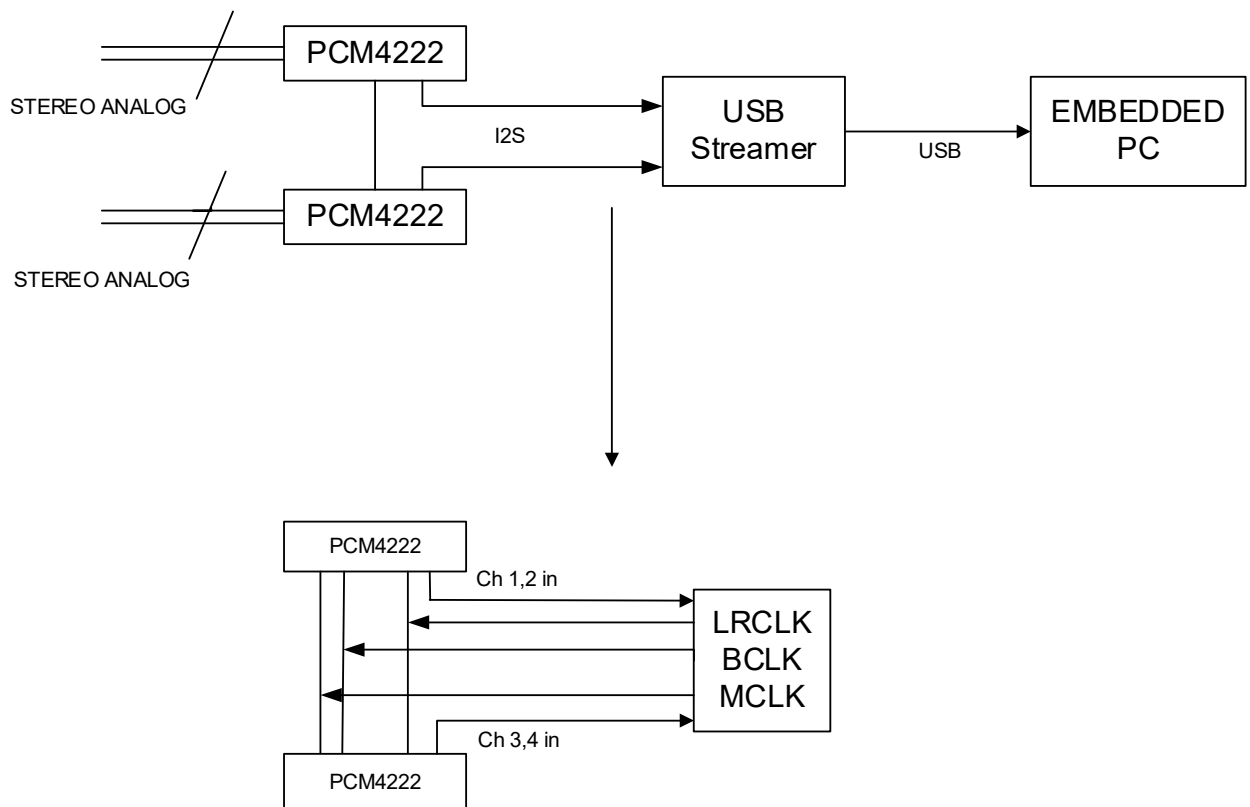 PCM4222
STEREO ANALOG
I2S
USB
Streamer
USB
EMBEDDED
PC
PCM4222
STEREO ANALOG
PCM4222
Ch 1,2 in
LRCLK
BCLK
MCLK
Ch 3,4 in
PCM4222